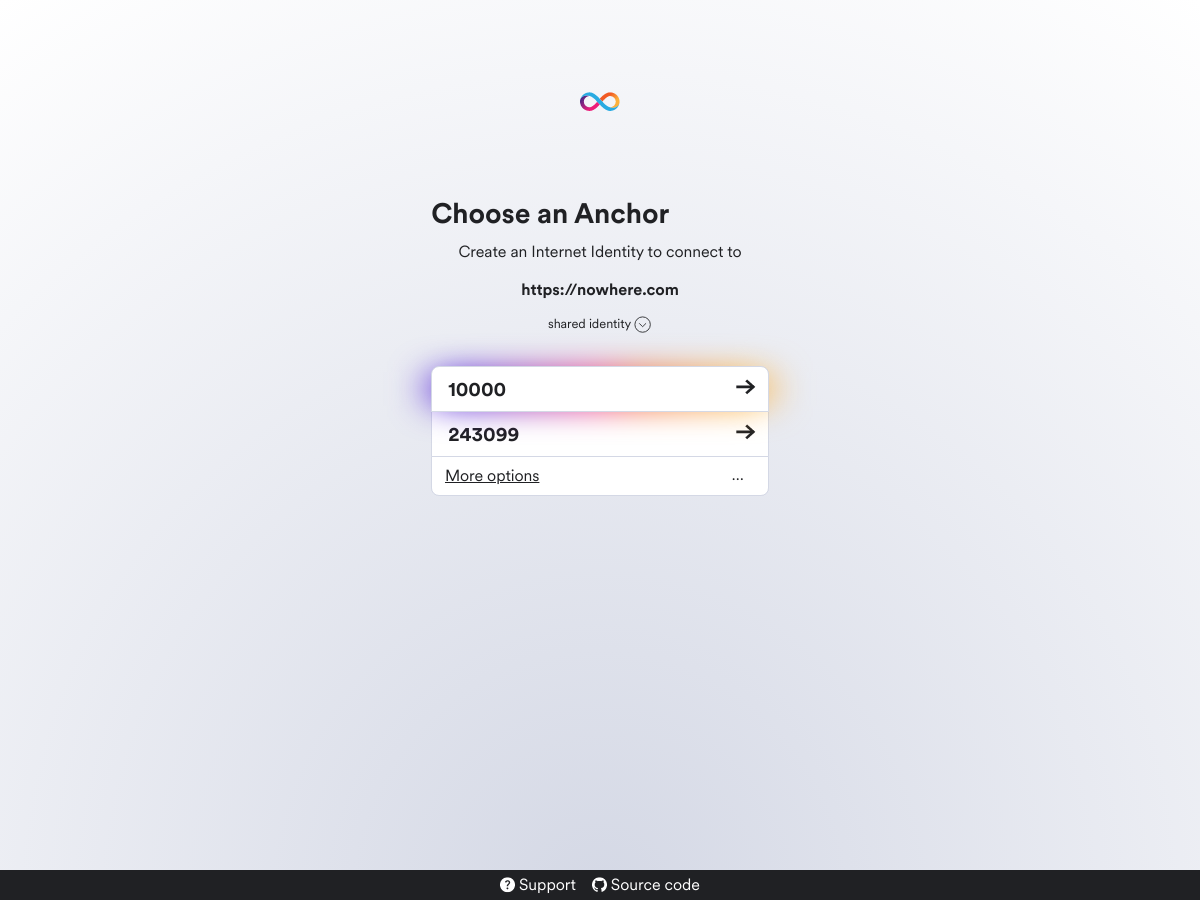 Choose an Anchor
Create an Internet Identity to connect to
https://nowhere.com
shared identity
10000
243099
More options ...
Support Source code